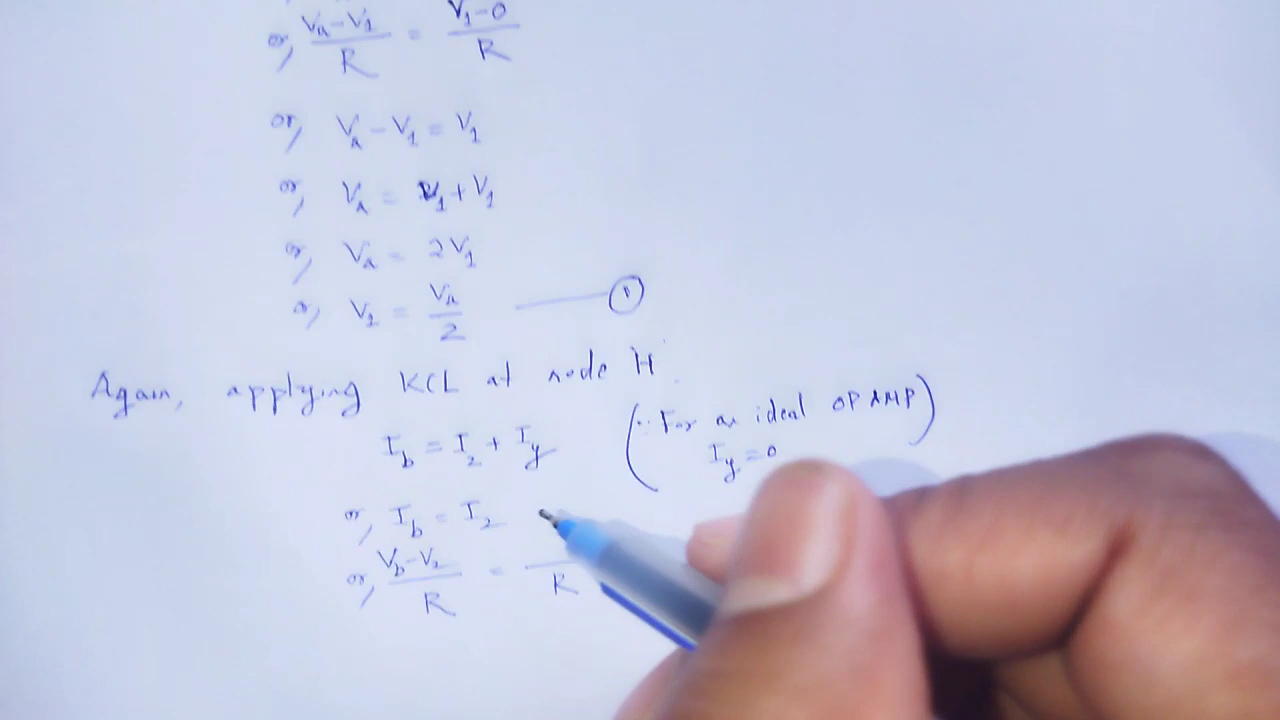 or, Va-V1/R = V1-0/R
or, Va - V1 = V1
or, Va = V1 + V1
or, Va = 2V1
or, V1 = Va/2 ——— 1
Again, applying KCL at node H.
Ib = I2 + Iy (∵ For an ideal OP AMP)
Iy = 0
or, Ib = I2
or, Vb-V2/R = /R